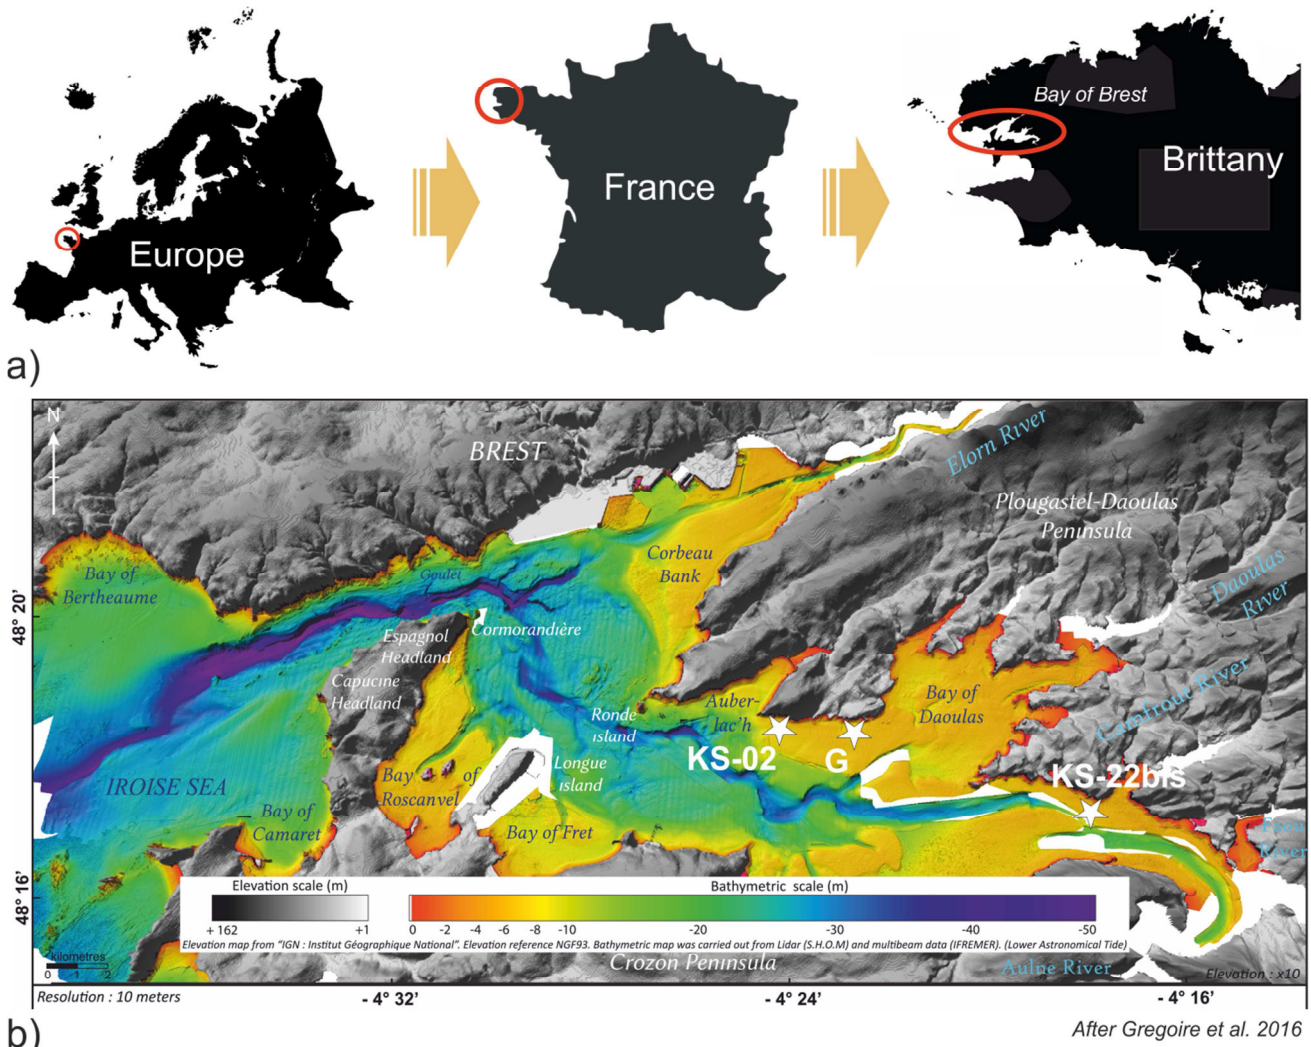 Europe
France
Bay of Brest
Brittany
a)
N
BREST
Elorn River
Plougastel-Daoulas
Peninsula
Daoulas
River
Camfrout River
Faou
River
Bay of
Bertheaume
Goulet
Corbeau
Bank
48° 20'
Cormorandière
Espagnol
Headland
Capucine
Headland
Auber-
lac'h
Bay of
Daoulas
Ronde
island
KS-02
G
KS-22bis
Longue
island
IROISE SEA
Bay of
Roscanvel
Bay of
Camaret
Bay of Fret
48° 16'
Elevation scale (m)
+ 162
+1
Bathymetric scale (m)
0 -2 -4 -6 -8 -10 -20 -30 -40 -50
Elevation map from "IGN : Institut Géographique National". Elevation reference NGF93. Bathymetric map was carried out from Lidar (S.H.O.M) and multibeam data (IFREMER). (Lower Astronomical Tide)
kilometres
0 1 2
Crozon Peninsula
Aulne River
Elevation : x10
Resolution : 10 meters
- 4° 32'
- 4° 24'
- 4° 16'
b)
After Gregoire et al. 2016